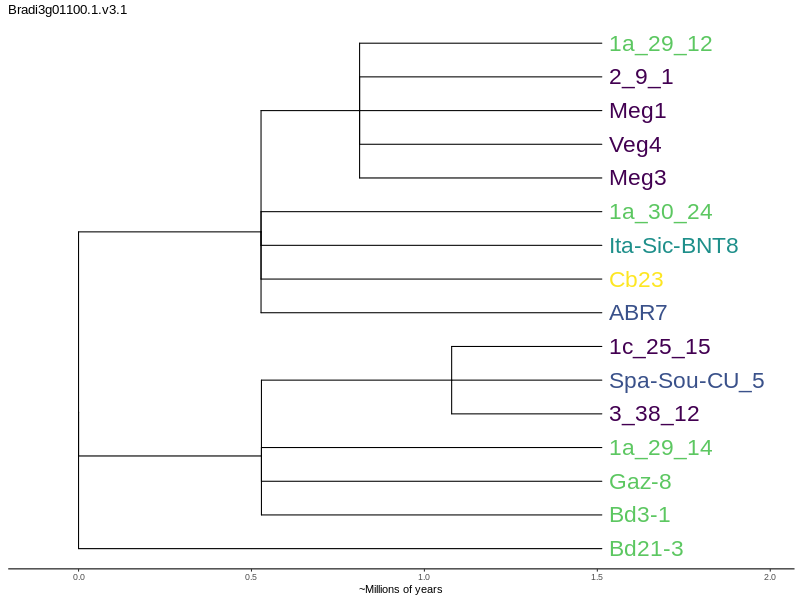 Bradi3g01100.1.v3.1
1a_29_12
2_9_1
Meg1
Veg4
Meg3
1a_30_24
Ita-Sic-BNT8
Cb23
ABR7
1c_25_15
Spa-Sou-CU_5
3_38_12
1a_29_14
Gaz-8
Bd3-1
Bd21-3
0.0 0.5 1.0 1.5 2.0
~Millions of years